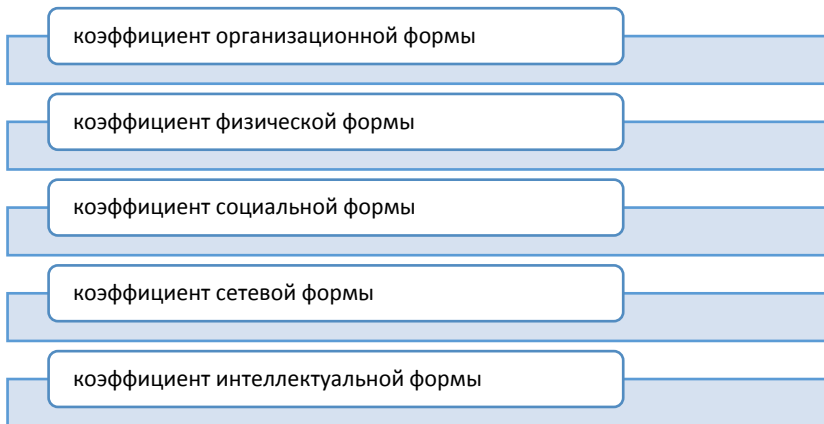 коэффициент организационной формы
коэффициент физической формы
коэффициент социальной формы
коэффициент сетевой формы
коэффициент интеллектуальной формы